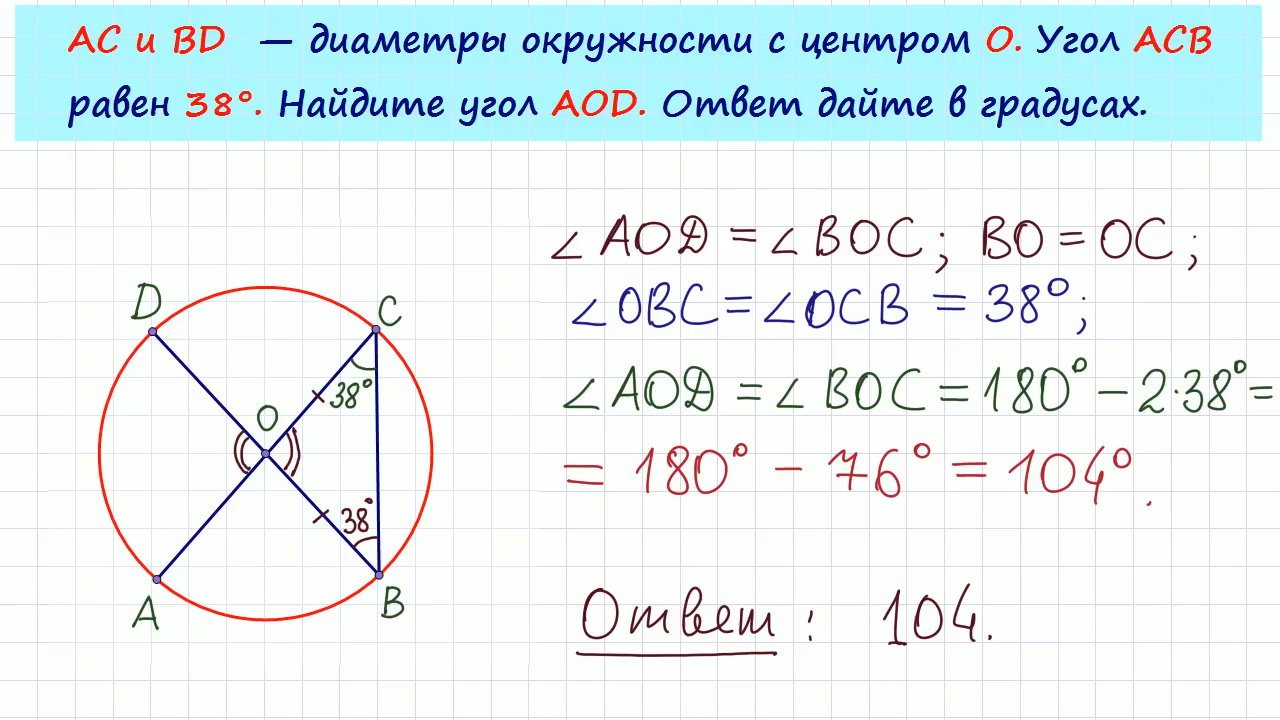 AC и BD — диаметры окружности с центром O. Угол ACB
равен 38°. Найдите угол AOD. Ответ дайте в градусах.
∠AOD = ∠BOC; BO = OC;
∠OBC = ∠OCB = 38°;
∠AOD = ∠BOC = 180° − 2·38° =
= 180° − 76° = 104°.
Ответ: 104.
D
C
38°
O
38°
A
B